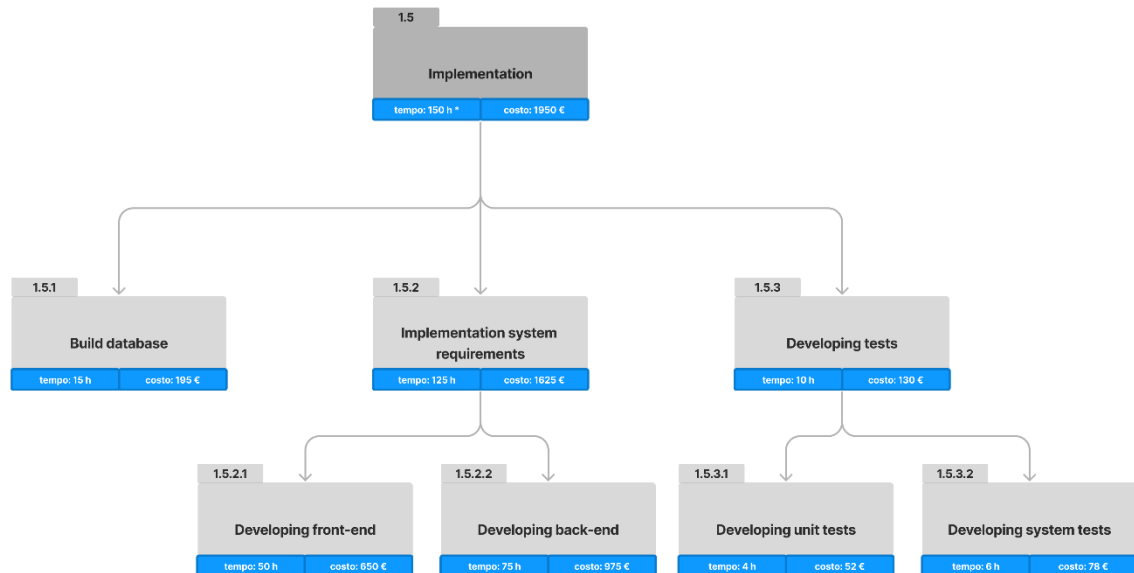 1.5
Implementation
tempo: 150 h *
costo: 1950 €
1.5.1
Build database
tempo: 15 h
costo: 195 €
1.5.2
Implementation system
requirements
tempo: 125 h
costo: 1625 €
1.5.3
Developing tests
tempo: 10 h
costo: 130 €
1.5.2.1
Developing front-end
tempo: 50 h
costo: 650 €
1.5.2.2
Developing back-end
tempo: 75 h
costo: 975 €
1.5.3.1
Developing unit tests
tempo: 4 h
costo: 52 €
1.5.3.2
Developing system tests
tempo: 6 h
costo: 78 €